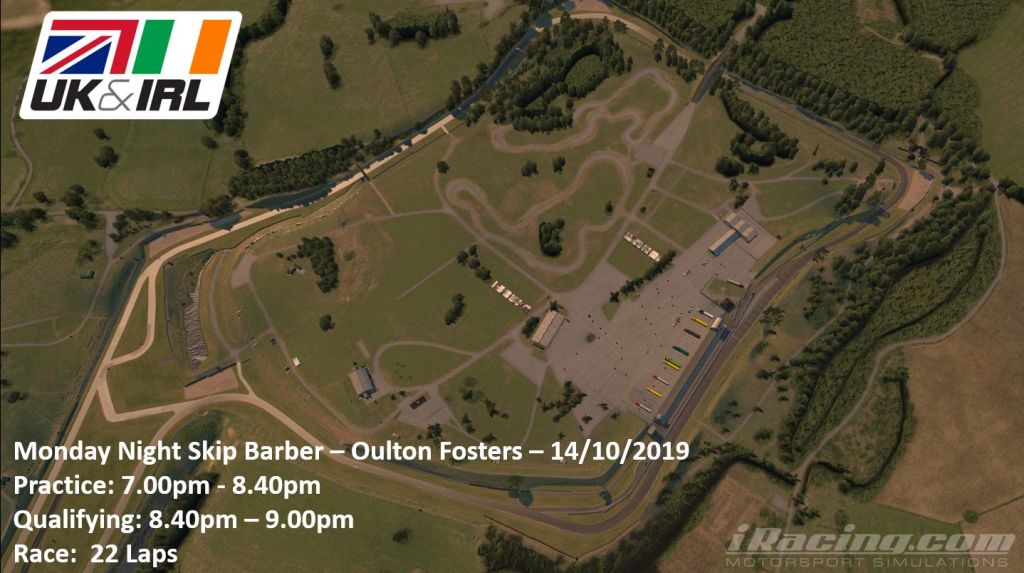 UK&IRL
Monday Night Skip Barber – Oulton Fosters – 14/10/2019
Practice: 7.00pm - 8.40pm
Qualifying: 8.40pm – 9.00pm
Race:  22 Laps
iRacing.com
MOTORSPORT SIMULATIONS